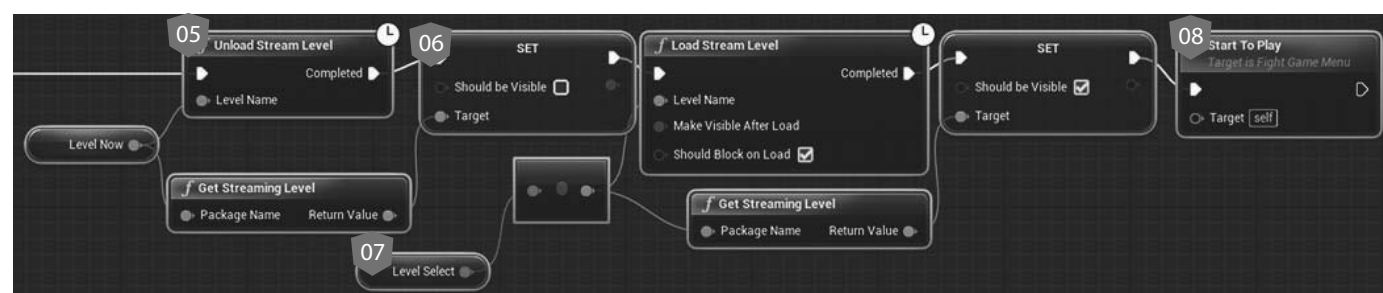 05
f Unload Stream Level
Completed
Level Name
Level Now
f Get Streaming Level
Package Name Return Value
06
SET
Should be Visible
Target
07
Level Select
f Load Stream Level
Completed
Level Name
Make Visible After Load
Should Block on Load
f Get Streaming Level
Package Name Return Value
SET
Should be Visible
Target
08
Start To Play
Target is Fight Game Menu
Target self